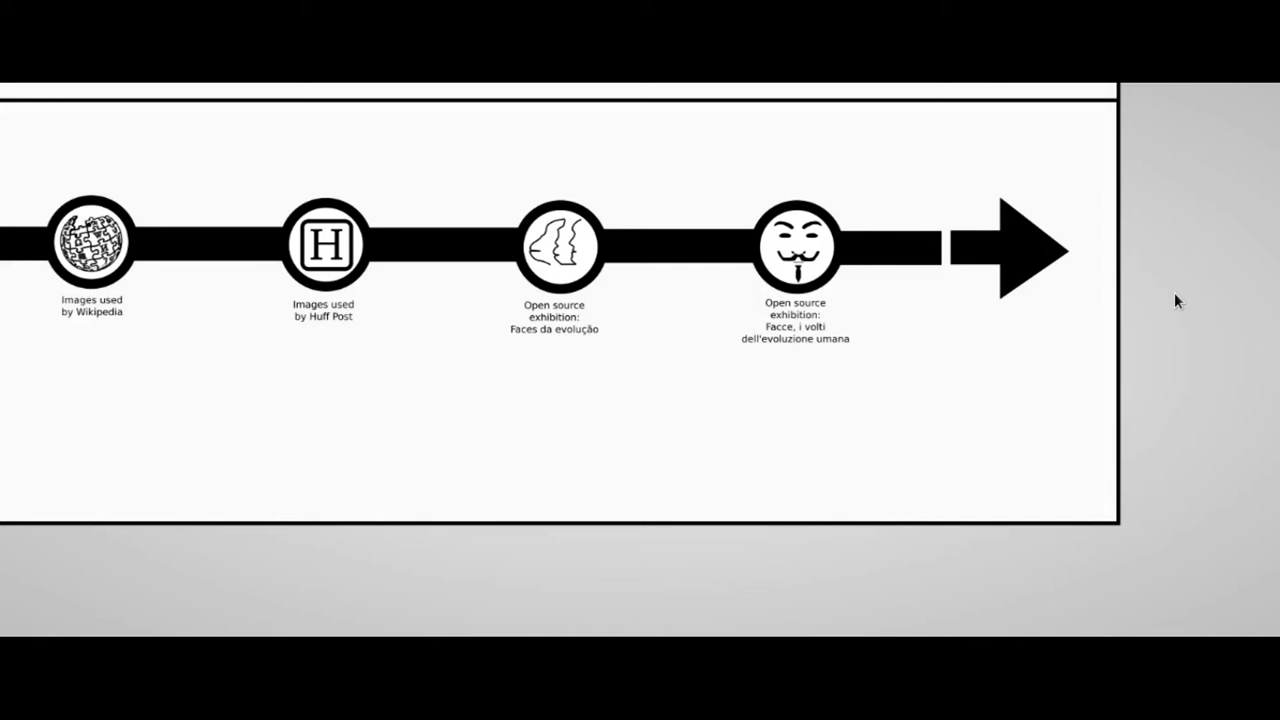 H
Images used
by Wikipedia
Images used
by Huff Post
Open source
exhibition:
Faces da evolução
Open source
exhibition:
Facce, i volti
dell'evoluzione umana